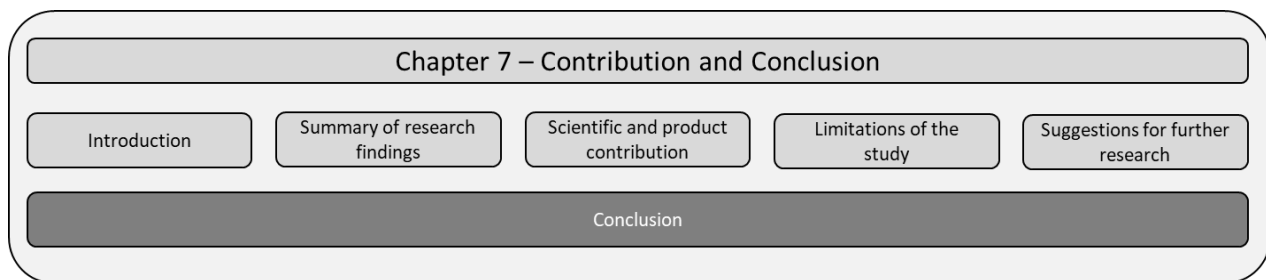 Chapter 7 – Contribution and Conclusion
Introduction
Summary of research
findings
Scientific and product
contribution
Limitations of the
study
Suggestions for further
research
Conclusion